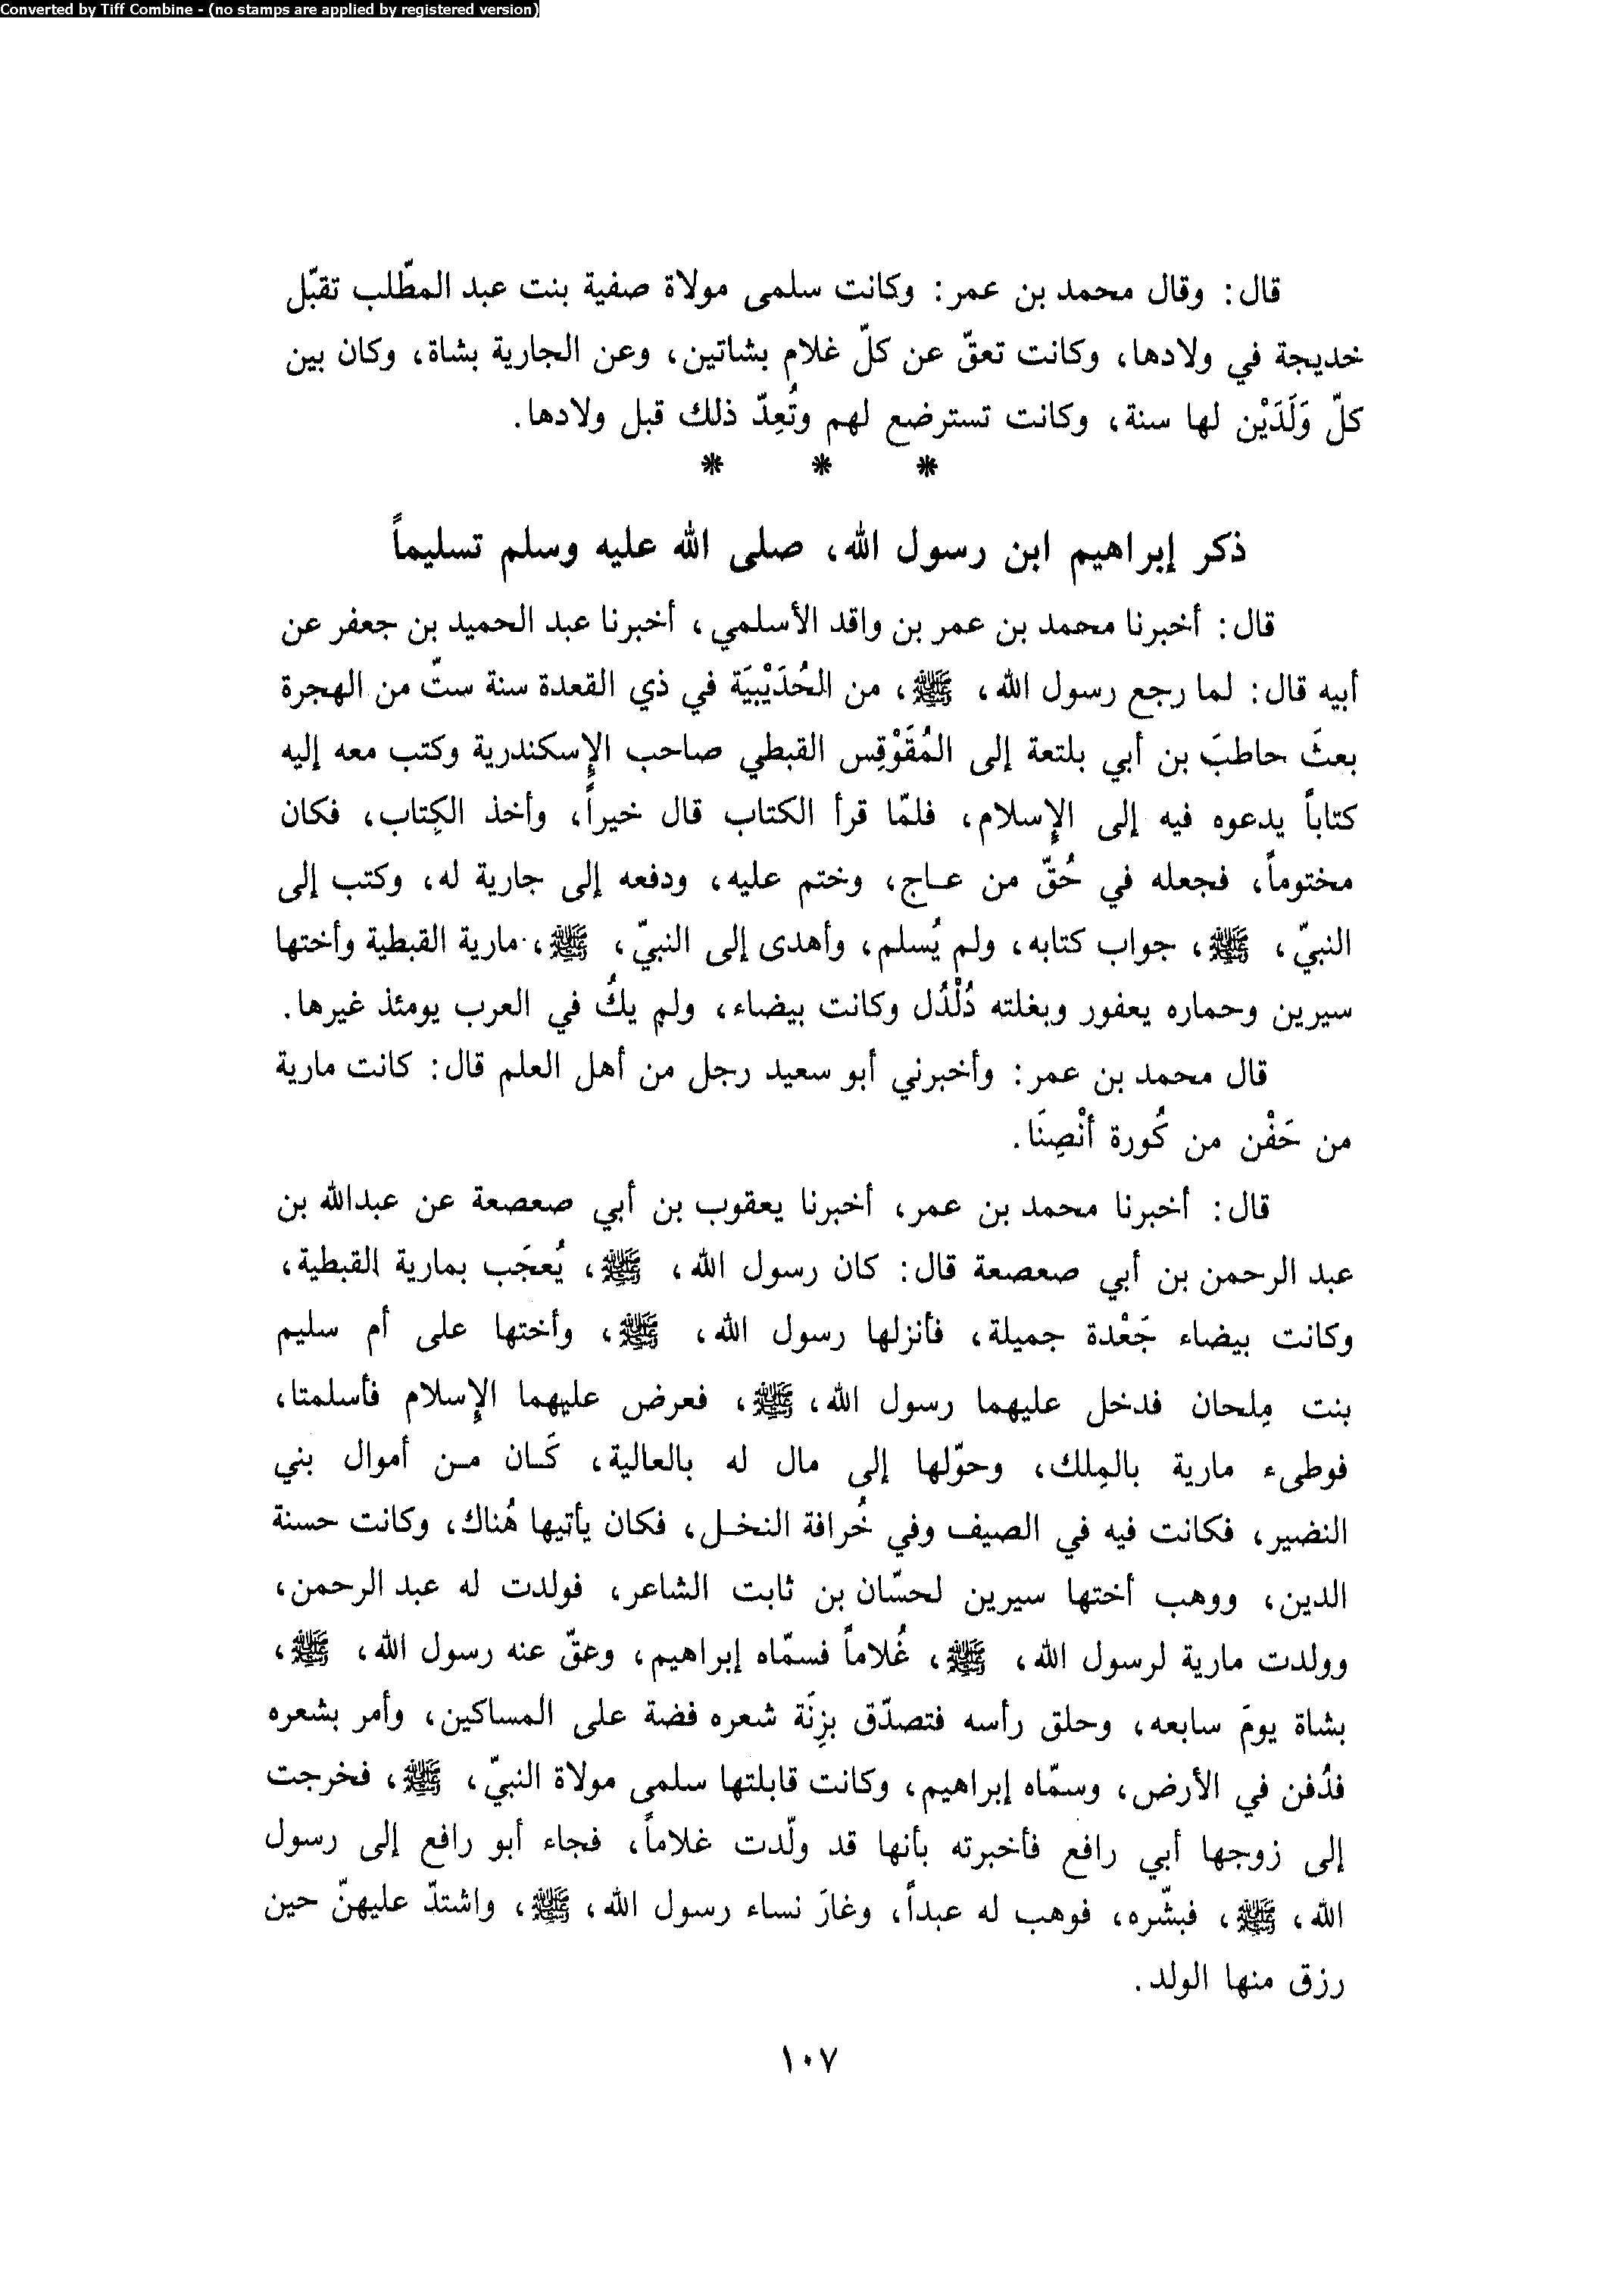 Converted by Tiff Combine - (no stamps are applied by registered version)
قال: وقال محمد بن عمر: وكانت سلمى مولاة صفية بنت عبد المطّلب تقبّل
خديجة في ولادها، وكانت تعقّ عن كلّ غلام بشاتين، وعن الجارية بشاة، وكان بين
كلّ وَلَدَيْن لها سنة، وكانت تسترضع لهم وتُعِدّ ذلك قبل ولادها.
* * *
ذكر إبراهيم ابن رسول الله، صلى الله عليه وسلم تسليماً
قال: أخبرنا محمد بن عمر بن واقد الأسلمي، أخبرنا عبد الحميد بن جعفر عن
أبيه قال: لما رجع رسول الله، ﷺ، من الحُدَيْبيَة في ذي القعدة سنة ستّ من الهجرة
بعثَ حاطبَ بن أبي بلتعة إلى المُقَوْقِس القبطي صاحب الإسكندرية وكتب معه إليه
كتاباً يدعوه فيه إلى الإسلام، فلمّا قرأ الكتاب قال خيراً، وأخذ الكِتاب، فكان
مختوماً، فجعله في حُقّ من عاج، وختم عليه، ودفعه إلى جارية له، وكتب إلى
النبيّ، ﷺ، جواب كتابه، ولم يُسلم، وأهدى إلى النبيّ، ﷺ، مارية القبطية وأختها
سيرين وحماره يعفور وبغلته دُلْدُل وكانت بيضاء، ولم يكُ في العرب يومئذ غيرها.
قال محمد بن عمر: وأخبرني أبو سعيد رجل من أهل العلم قال: كانت مارية
من حَفْن من كُورة أنْصِنَا.
قال: أخبرنا محمد بن عمر، أخبرنا يعقوب بن أبي صعصعة عن عبدالله بن
عبد الرحمن بن أبي صعصعة قال: كان رسول الله، ﷺ، يُعجَب بمارية القبطية،
وكانت بيضاء جَعْدة جميلة، فأنزلها رسول الله، ﷺ، وأختها على أم سليم
بنت مِلحان فدخل عليهما رسول الله، ﷺ، فعرض عليهما الإسلام فأسلمتا،
فوطىء مارية بالمِلك، وحوّلها إلى مال له بالعالية، كَان من أموال بني
النضير، فكانت فيه في الصيف وفي خُرافة النخل، فكان يأتيها هُناك، وكانت حسنة
الدين، ووهب أختها سيرين لحسّان بن ثابت الشاعر، فولدت له عبد الرحمن،
وولدت مارية لرسول الله، ﷺ، غُلاماً فسمّاه إبراهيم، وعقّ عنه رسول الله، ﷺ،
بشاة يومَ سابعه، وحلق رأسه فتصدّق بزِنَة شعره فضة على المساكين، وأمر بشعره
فدُفن في الأرض، وسمّاه إبراهيم، وكانت قابلتها سلمى مولاة النبيّ، ﷺ، فخرجت
إلى زوجها أبي رافع فأخبرته بأنها قد ولّدت غلاماً، فجاء أبو رافع إلى رسول
الله، ﷺ، فبشّره، فوهب له عبداً، وغارَ نساء رسول الله، ﷺ، واشتدّ عليهنّ حين
رزق منها الولد.
١٠٧